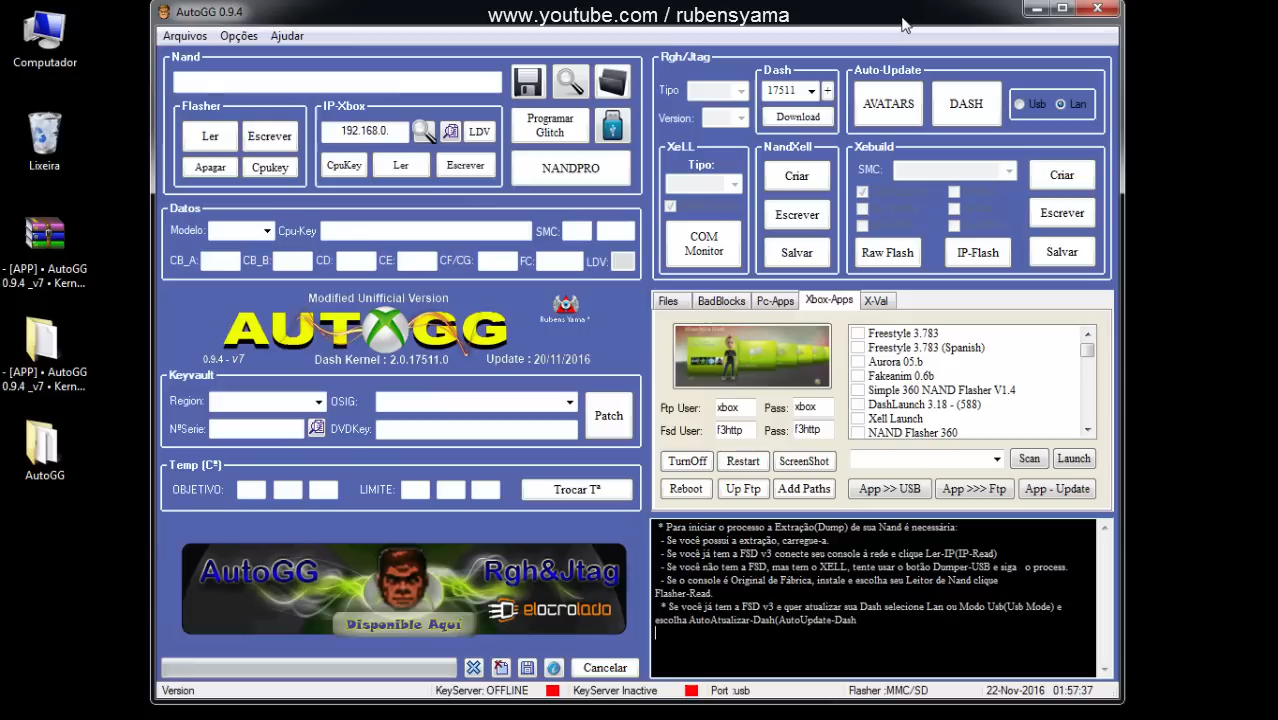 AutoGG 0.9.4
www.youtube.com / rubensyama
Arquivos Opções Ajudar
Computador
Lixeira
- [APP] • AutoGG
0.9.4 _v7 • Kern...
- [APP] • AutoGG
0.9.4 _v7 • Kern...
AutoGG
Nand
Flasher
Ler Escrever
Apagar Cpukey
IP-Xbox
192.168.0. LDV
CpuKey Ler Escrever
Programar
Glitch
NANDPRO
Datos
Modelo: Cpu-Key SMC:
CB_A: CB_B: CD: CE: CF/CG: FC: LDV:
Modified Unifficial Version
AUTOGG
Rubens Yama °
0.9.4 - v7 Dash Kernel : 2.0.17511.0 Update : 20/11/2016
Keyvault
Region: OSIG:
NºSerie: DVDKey:
Patch
Temp (Cª)
OBJETIVO: LIMITE: Trocar Tª
AutoGG Rgh&Jtag
elotrolado
Disponible Aqui
Cancelar
Rgh/Jtag
Tipo
Version:
Dash
17511 +
Download
Auto-Update
AVATARS DASH Usb Lan
XeLL
Tipo:
COM
Monitor
NandXell
Criar
Escrever
Salvar
Xebuild
SMC: Criar
Escrever
Raw Flash IP-Flash Salvar
Files BadBlocks Pc-Apps Xbox-Apps X-Val
Freestyle 3.783
Freestyle 3.783 (Spanish)
Aurora 05.b
Fakeanim 0.6b
Simple 360 NAND Flasher V1.4
DashLaunch 3.18 - (588)
Xell Launch
NAND Flasher 360
Ftp User: xbox Pass: xbox
Fsd User: f3http Pass: f3http
TurnOff Restart ScreenShot Scan Launch
Reboot Up Ftp Add Paths App >> USB App >>> Ftp App - Update
* Para iniciar o processo a Extração(Dump) de sua Nand é necessária:
- Se você possui a extração, carregue-a.
- Se você já tem a FSD v3 conecte seu console á rede e clique Ler-IP(IP-Read)
- Se você não tem a FSD, mas tem o XELL, tente usar o botão Dumper-USB e siga o process.
- Se o console é Original de Fábrica, instale e escolha seu Leitor de Nand clique
Flasher-Read.
* Se você já tem a FSD v3 e quer atualizar sua Dash selecione Lan ou Modo Usb(Usb Mode) e
escolha AutoAtualizar-Dash(AutoUpdate-Dash
Version KeyServer: OFFLINE KeyServer Inactive Port :usb Flasher :MMC/SD 22-Nov-2016 01:57:37